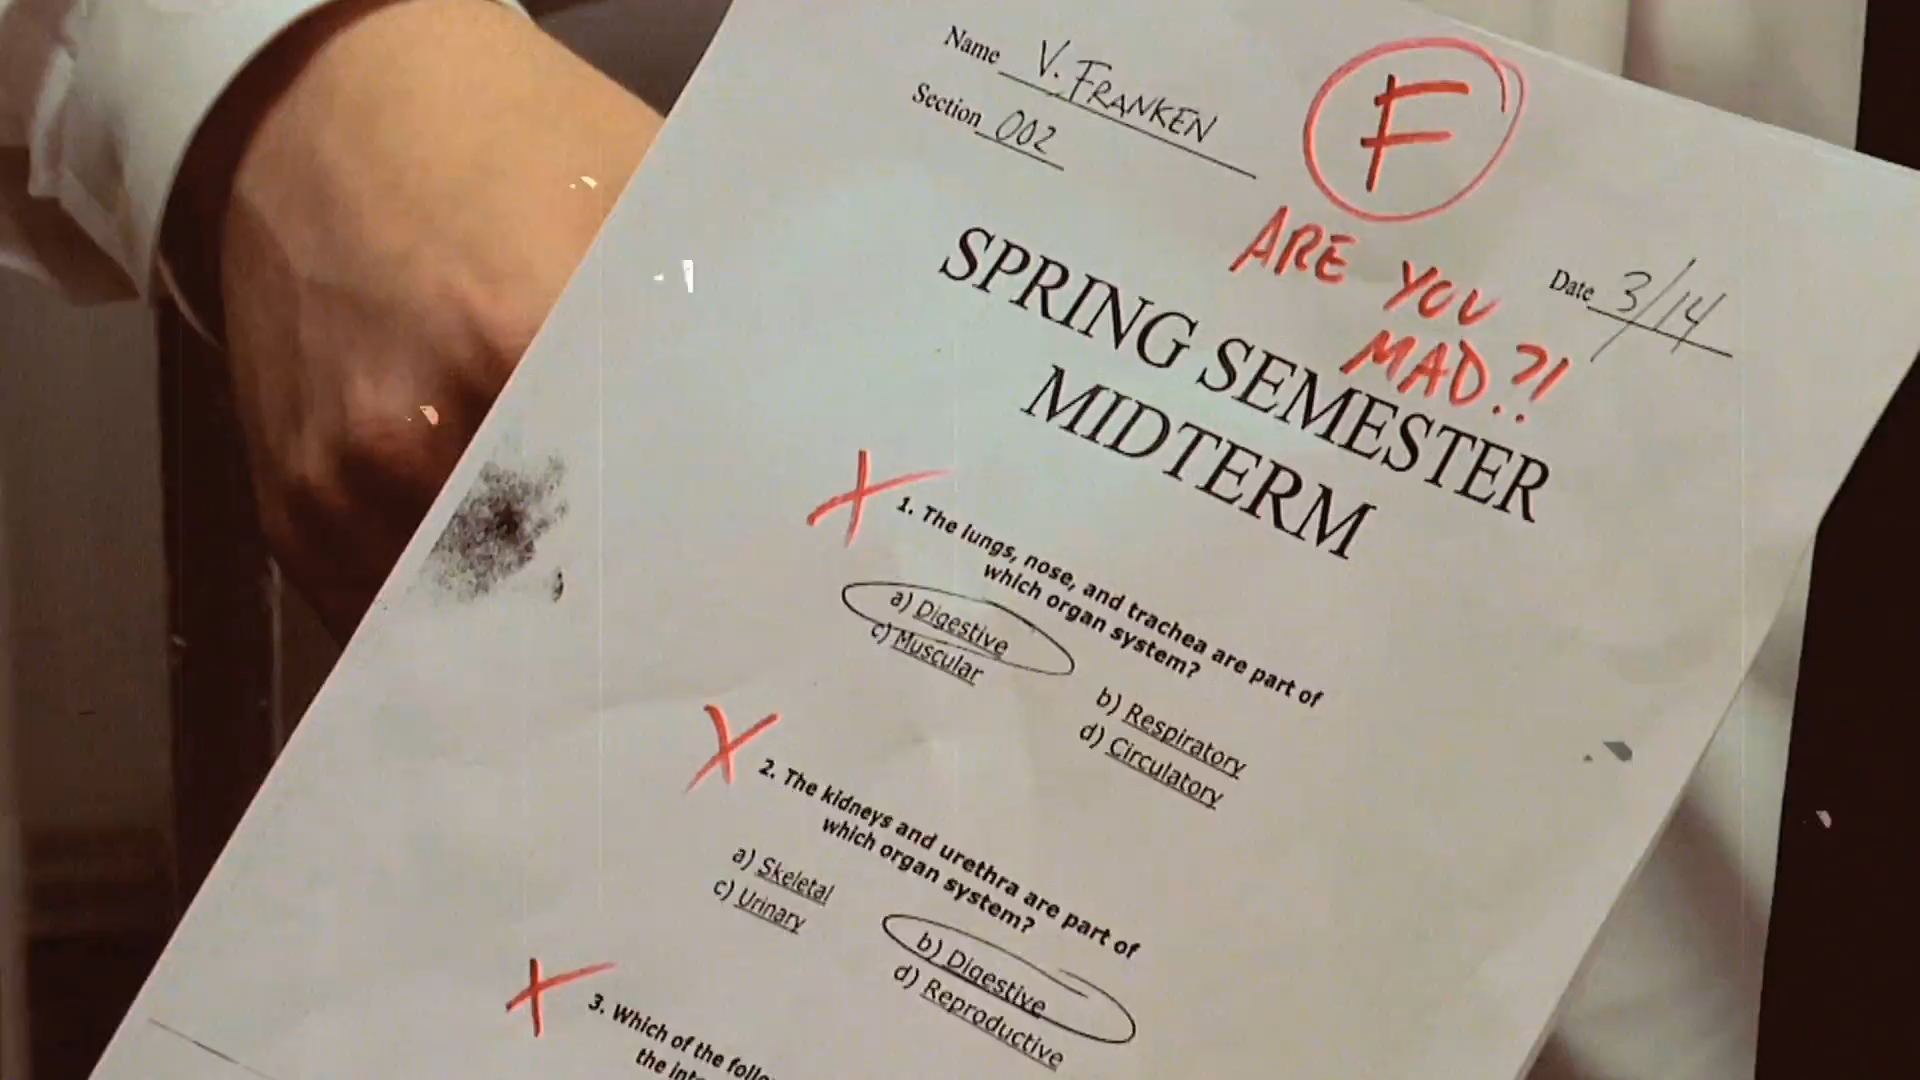 Name V. FRANKEN
Section 002
F
ARE YOU
MAD?!
Date 3/14
SPRING SEMESTER
MIDTERM
X
1. The lungs, nose, and trachea are part of
which organ system?
a) Digestive
c) Muscular
b) Respiratory
d) Circulatory
X
2. The kidneys and urethra are part of
which organ system?
a) Skeletal
c) Urinary
b) Digestive
d) Reproductive
X
3. Which of the
the